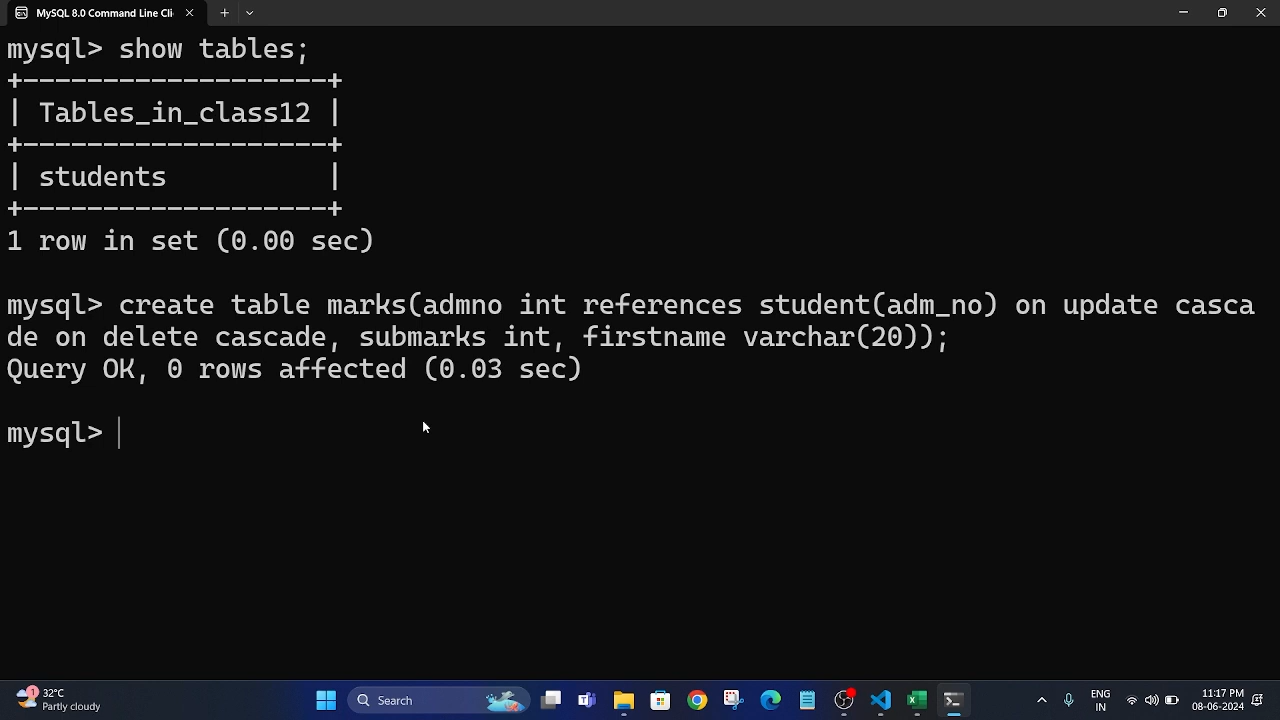 MySQL 8.0 Command Line Cli
mysql> show tables;
+-------------------+
| Tables_in_class12 |
+-------------------+
| students          |
+-------------------+
1 row in set (0.00 sec)
mysql> create table marks(admno int references student(adm_no) on update casca
de on delete cascade, submarks int, firstname varchar(20));
Query OK, 0 rows affected (0.03 sec)
mysql>
1
32°C
Partly cloudy
Search
ENG
IN
11:17 PM
08-06-2024